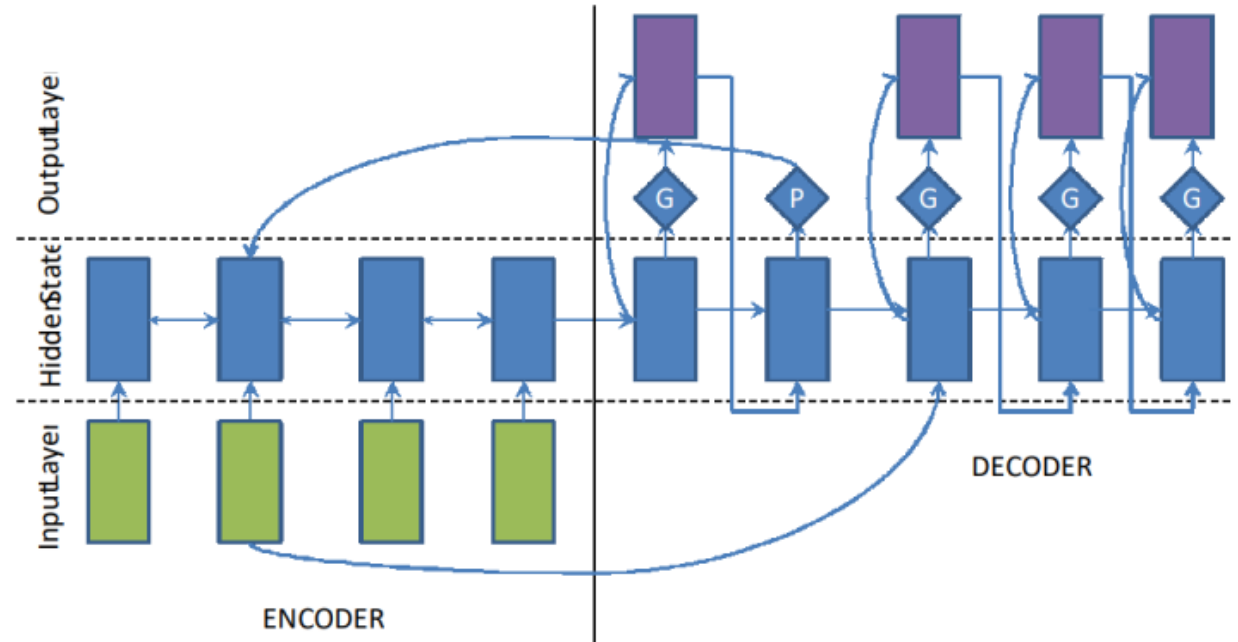 OutputLayer
G
P
G
G
G
HiddenState
InputLayer
DECODER
ENCODER